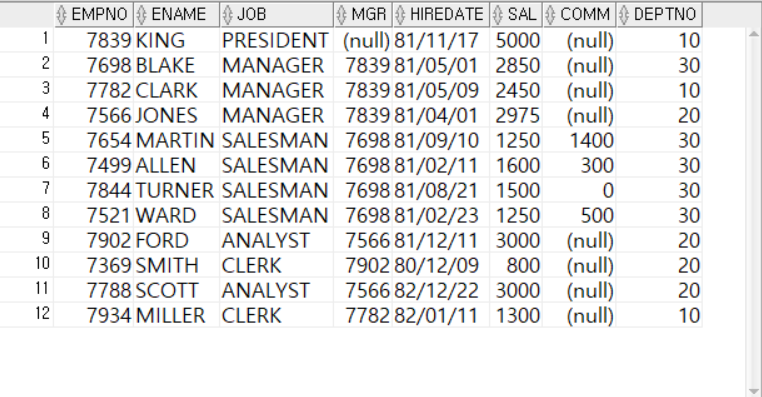 EMPNO ENAME JOB MGR HIREDATE SAL COMM DEPTNO
1 7839 KING PRESIDENT (null) 81/11/17 5000 (null) 10
2 7698 BLAKE MANAGER 7839 81/05/01 2850 (null) 30
3 7782 CLARK MANAGER 7839 81/05/09 2450 (null) 10
4 7566 JONES MANAGER 7839 81/04/01 2975 (null) 20
5 7654 MARTIN SALESMAN 7698 81/09/10 1250 1400 30
6 7499 ALLEN SALESMAN 7698 81/02/11 1600 300 30
7 7844 TURNER SALESMAN 7698 81/08/21 1500 0 30
8 7521 WARD SALESMAN 7698 81/02/23 1250 500 30
9 7902 FORD ANALYST 7566 81/12/11 3000 (null) 20
10 7369 SMITH CLERK 7902 80/12/09 800 (null) 20
11 7788 SCOTT ANALYST 7566 82/12/22 3000 (null) 20
12 7934 MILLER CLERK 7782 82/01/11 1300 (null) 10